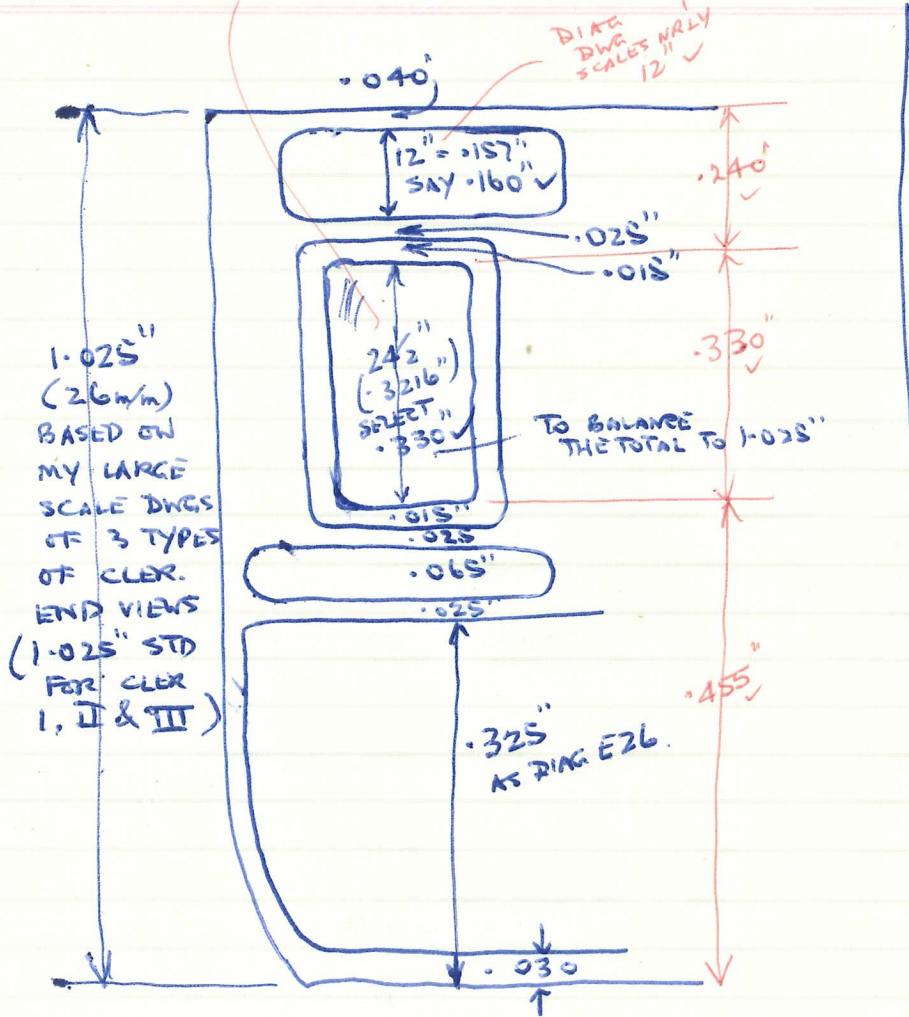 DIAG
DWG
SCALES NRLY
12" ✓
.040"
12" = .157"
SAY .160" ✓
.240"
✓
.025"
.015"
.330"
✓
24½"
(.3216")
SELECT
.330" ✓
TO BALANCE
THE TOTAL TO 1.025"
1.025"
(26 m/m)
BASED ON
MY LARGE
SCALE DWGS
OF 3 TYPES
OF CLER.
END VIEWS
(1.025" STD
FOR CLER
I, II & III)
.015"
.025
.065"
.025"
.455"
✓
.325"
AS DIAG. E26.
.030